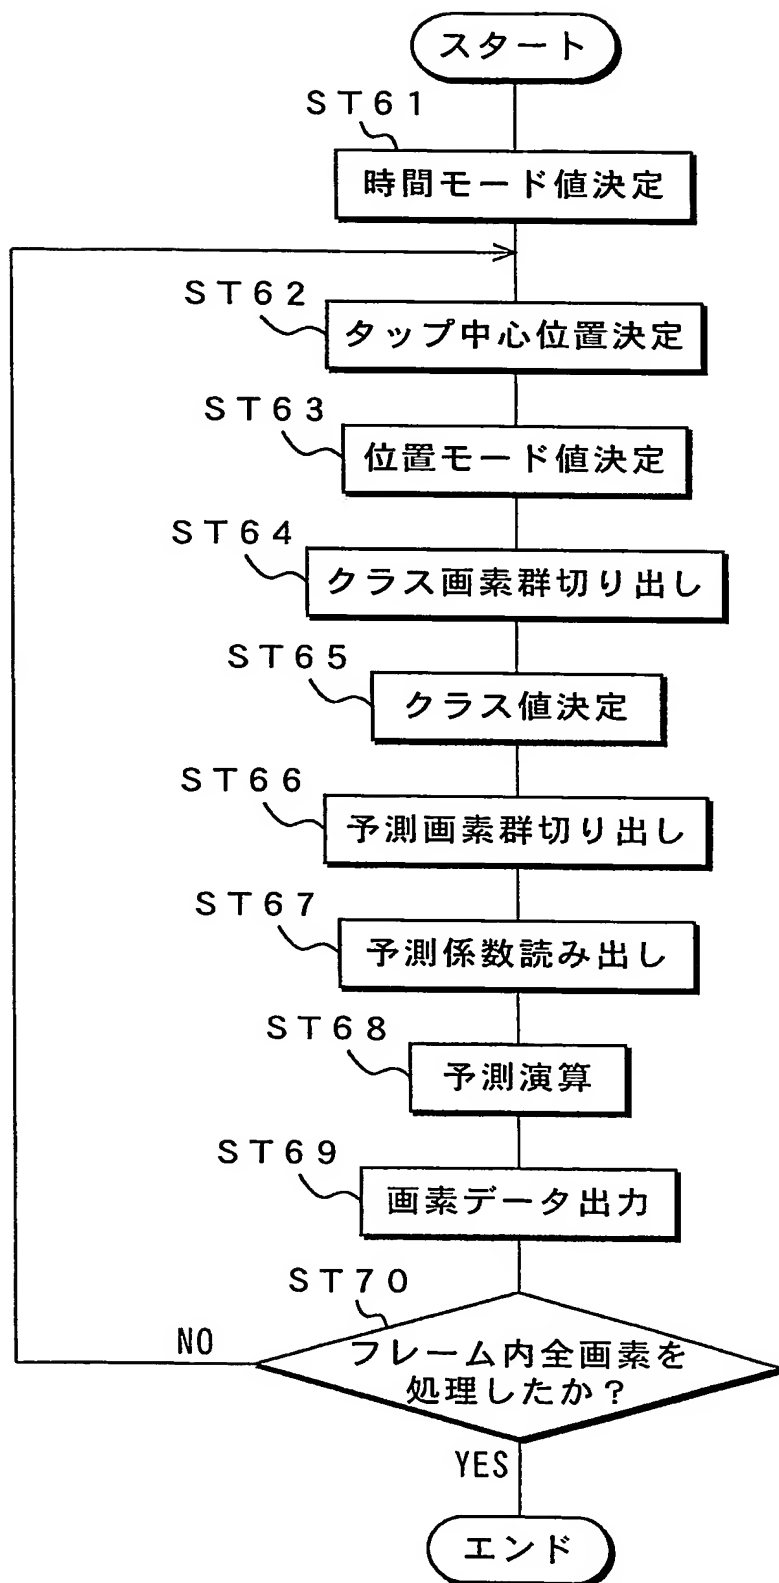 スタート
ST61
時間モード値決定
ST62
タップ中心位置決定
ST63
位置モード値決定
ST64
クラス画素群切り出し
ST65
クラス値決定
ST66
予測画素群切り出し
ST67
予測係数読み出し
ST68
予測演算
ST69
画素データ出力
ST70
NO
フレーム内全画素を
処理したか?
YES
エンド